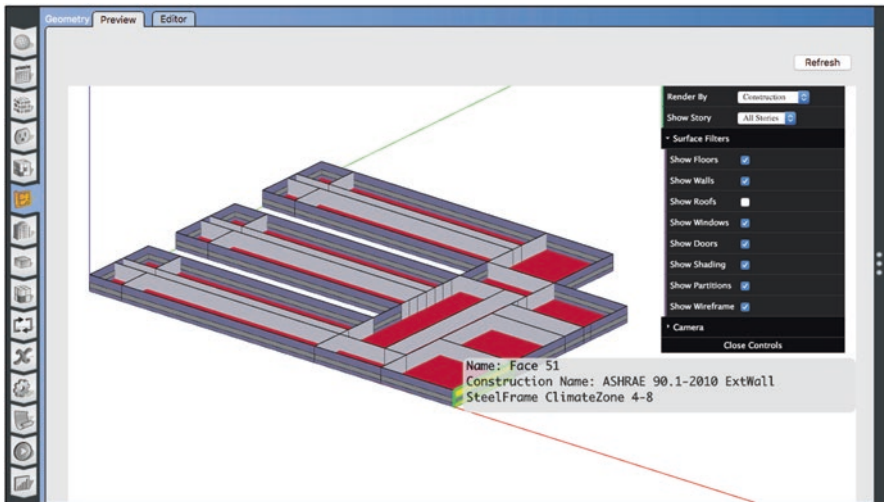 Geometry Preview Editor
Refresh
Render By Construction
Show Story All Stories
Surface Filters
Show Floors
Show Walls
Show Roofs
Show Windows
Show Doors
Show Shading
Show Partitions
Show Wireframe
Camera
Close Controls
Name: Face 51
Construction Name: ASHRAE 90.1-2010 ExtWall
SteelFrame ClimateZone 4-8